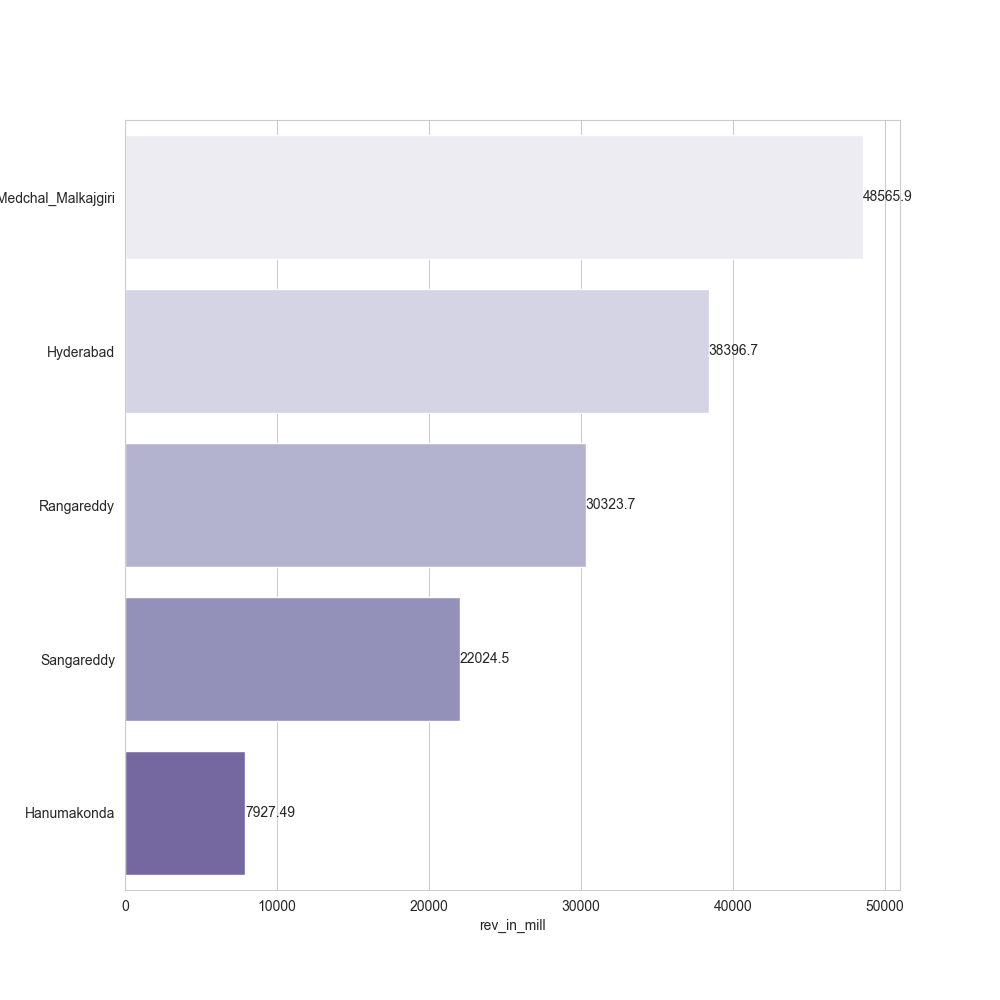 Medchal_Malkajgiri
48565.9
Hyderabad
38396.7
Rangareddy
30323.7
Sangareddy
22024.5
Hanumakonda
7927.49
0 10000 20000 30000 40000 50000
rev_in_mill